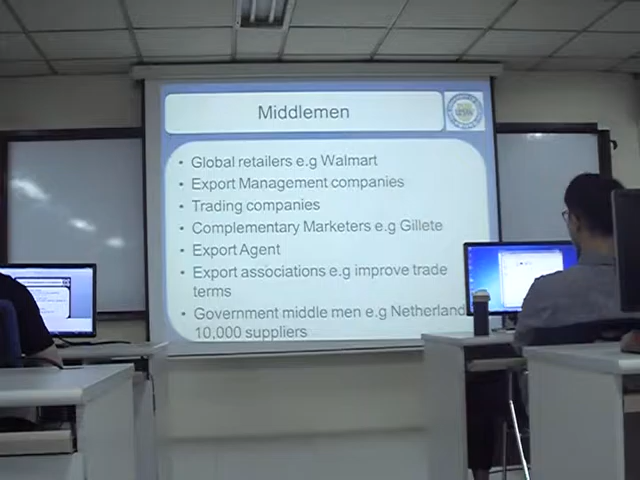 Middlemen
• Global retailers e.g Walmart
• Export Management companies
• Trading companies
• Complementary Marketers e.g Gillete
• Export Agent
• Export associations e.g improve trade
terms
• Government middle men e.g Netherland
10,000 suppliers